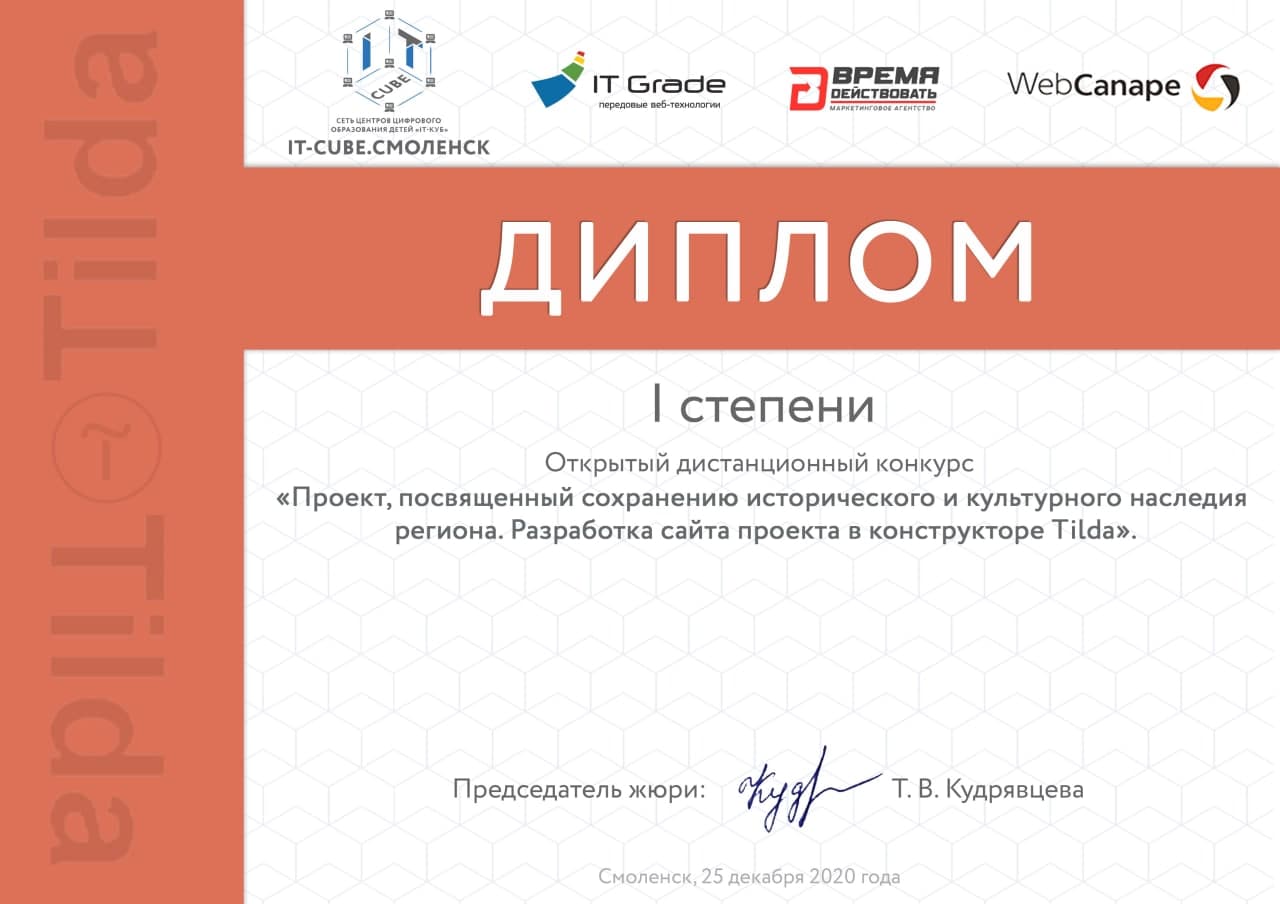 Tilda
Tilda
IT
CUBE
СЕТЬ ЦЕНТРОВ ЦИФРОВОГО
ОБРАЗОВАНИЯ ДЕТЕЙ «IT-КУБ»
IT-CUBE.СМОЛЕНСК
IT Grade
передовые веб-технологии
ВРЕМЯ
ДЕЙСТВОВАТЬ
МАРКЕТИНГОВОЕ АГЕНТСТВО
WebCanape
ДИПЛОМ
I степени
Открытый дистанционный конкурс
«Проект, посвященный сохранению исторического и культурного наследия
региона. Разработка сайта проекта в конструкторе Tilda».
Председатель жюри: Т. В. Кудрявцева
Смоленск, 25 декабря 2020 года